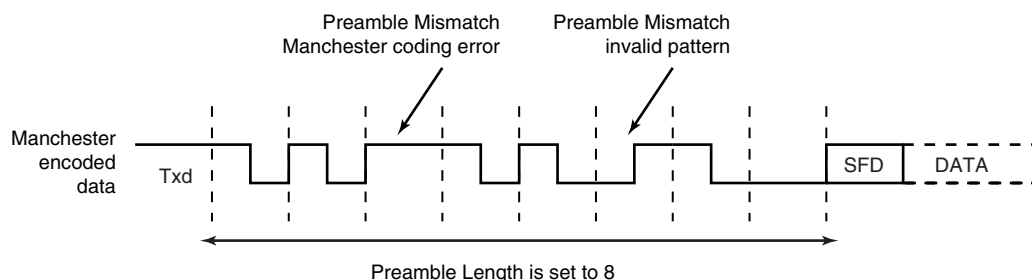 Preamble Mismatch
Manchester coding error
Preamble Mismatch
invalid pattern
Manchester
encoded
data
Txd
SFD
DATA
Preamble Length is set to 8